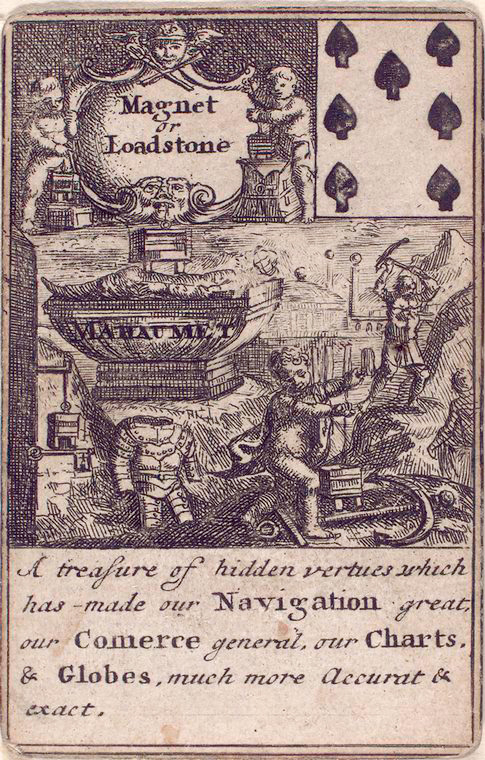 Magnet
or
Loadstone
MAHAUMET
A treaſure of hidden vertues which
has-made our Navigation great,
our Comerce general, our Charts,
& Globes, much more Accurat &
exact.